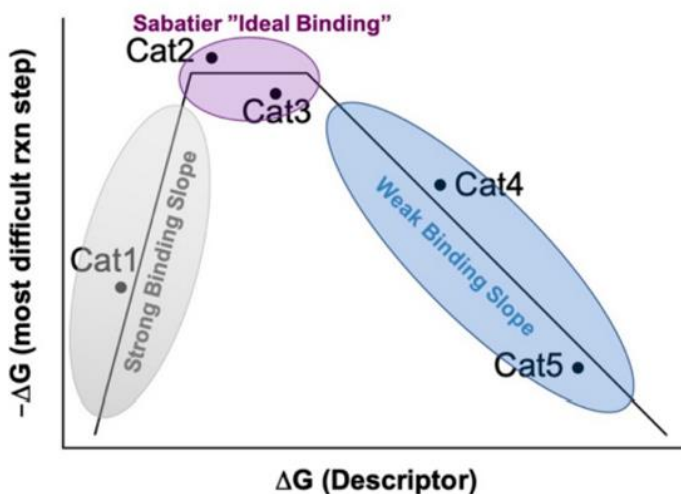 Sabatier ”Ideal Binding”
Cat2
Cat3
Strong Binding Slope
Cat1
Weak Binding Slope
Cat4
Cat5
−ΔG (most difficult rxn step)
ΔG (Descriptor)